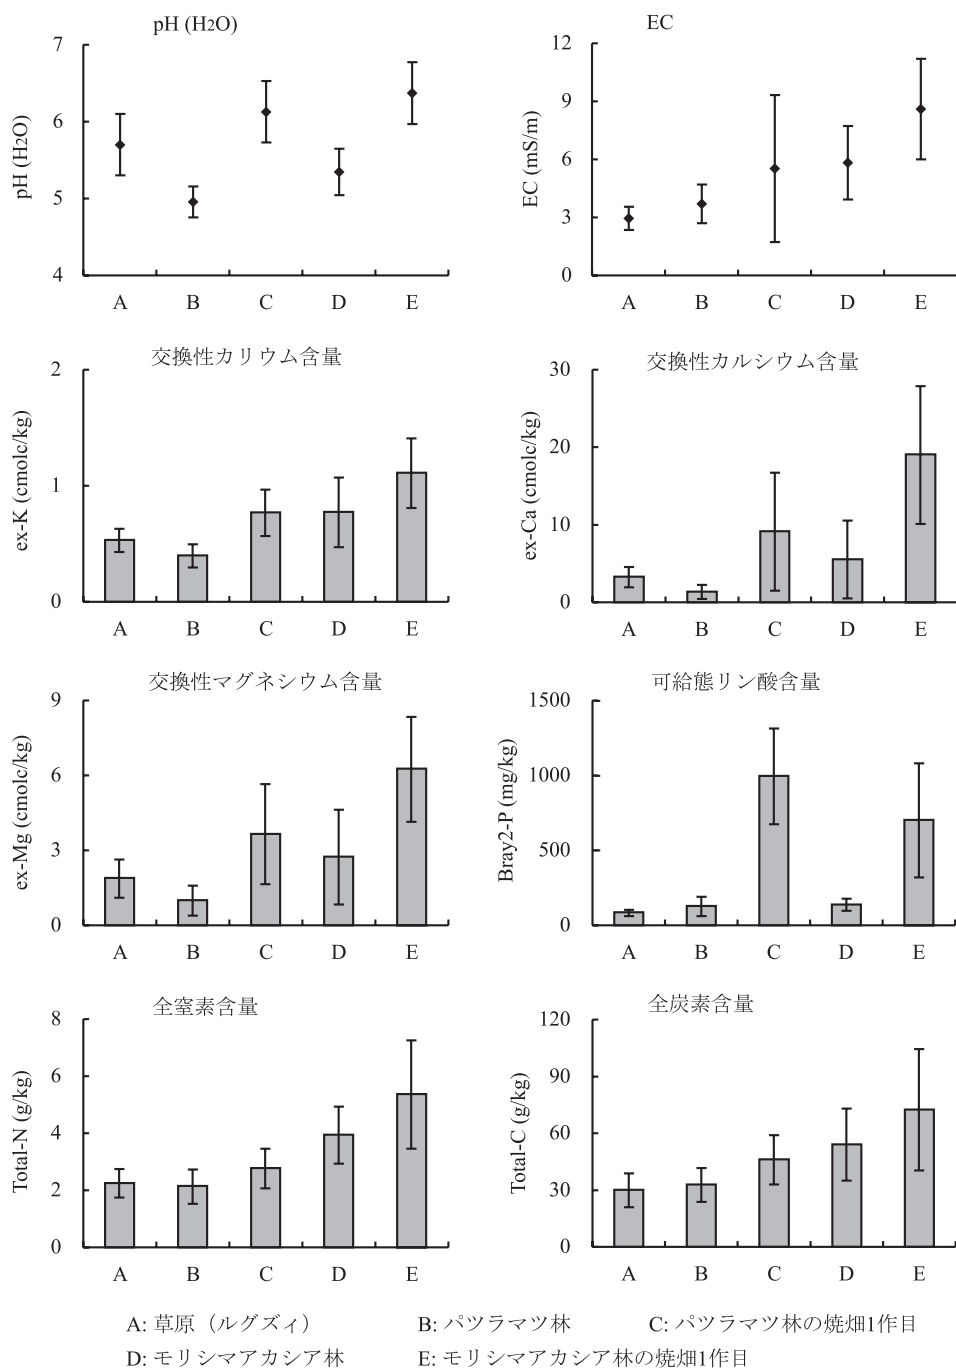 pH (H2O)
7
6
5
4
pH (H2O)
A B C D E
EC
12
9
6
3
0
EC (mS/m)
A B C D E
交換性カリウム含量
2
1
0
ex-K (cmolc/kg)
A B C D E
交換性カルシウム含量
30
20
10
0
ex-Ca (cmolc/kg)
A B C D E
交換性マグネシウム含量
9
6
3
0
ex-Mg (cmolc/kg)
A B C D E
可給態リン酸含量
1500
1000
500
0
Bray2-P (mg/kg)
A B C D E
全窒素含量
8
6
4
2
0
Total-N (g/kg)
A B C D E
全炭素含量
120
90
60
30
0
Total-C (g/kg)
A B C D E
A: 草原（ルグズィ） B: パツラマツ林 C: パツラマツ林の焼畑1作目
D: モリシマアカシア林 E: モリシマアカシア林の焼畑1作目